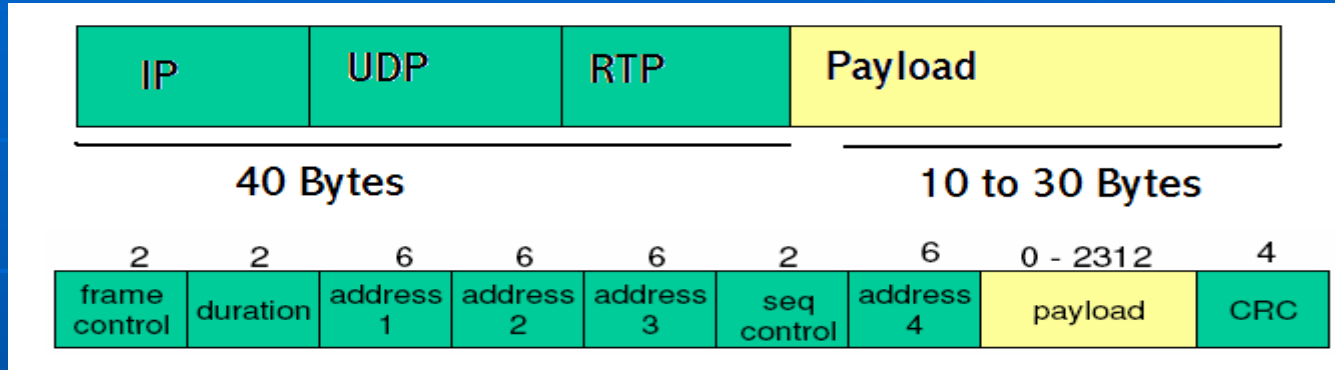 IP UDP RTP Payload
40 Bytes 10 to 30 Bytes
2 2 6 6 6 2 6 0 - 2312 4
frame control duration address 1 address 2 address 3 seq control address 4 payload CRC